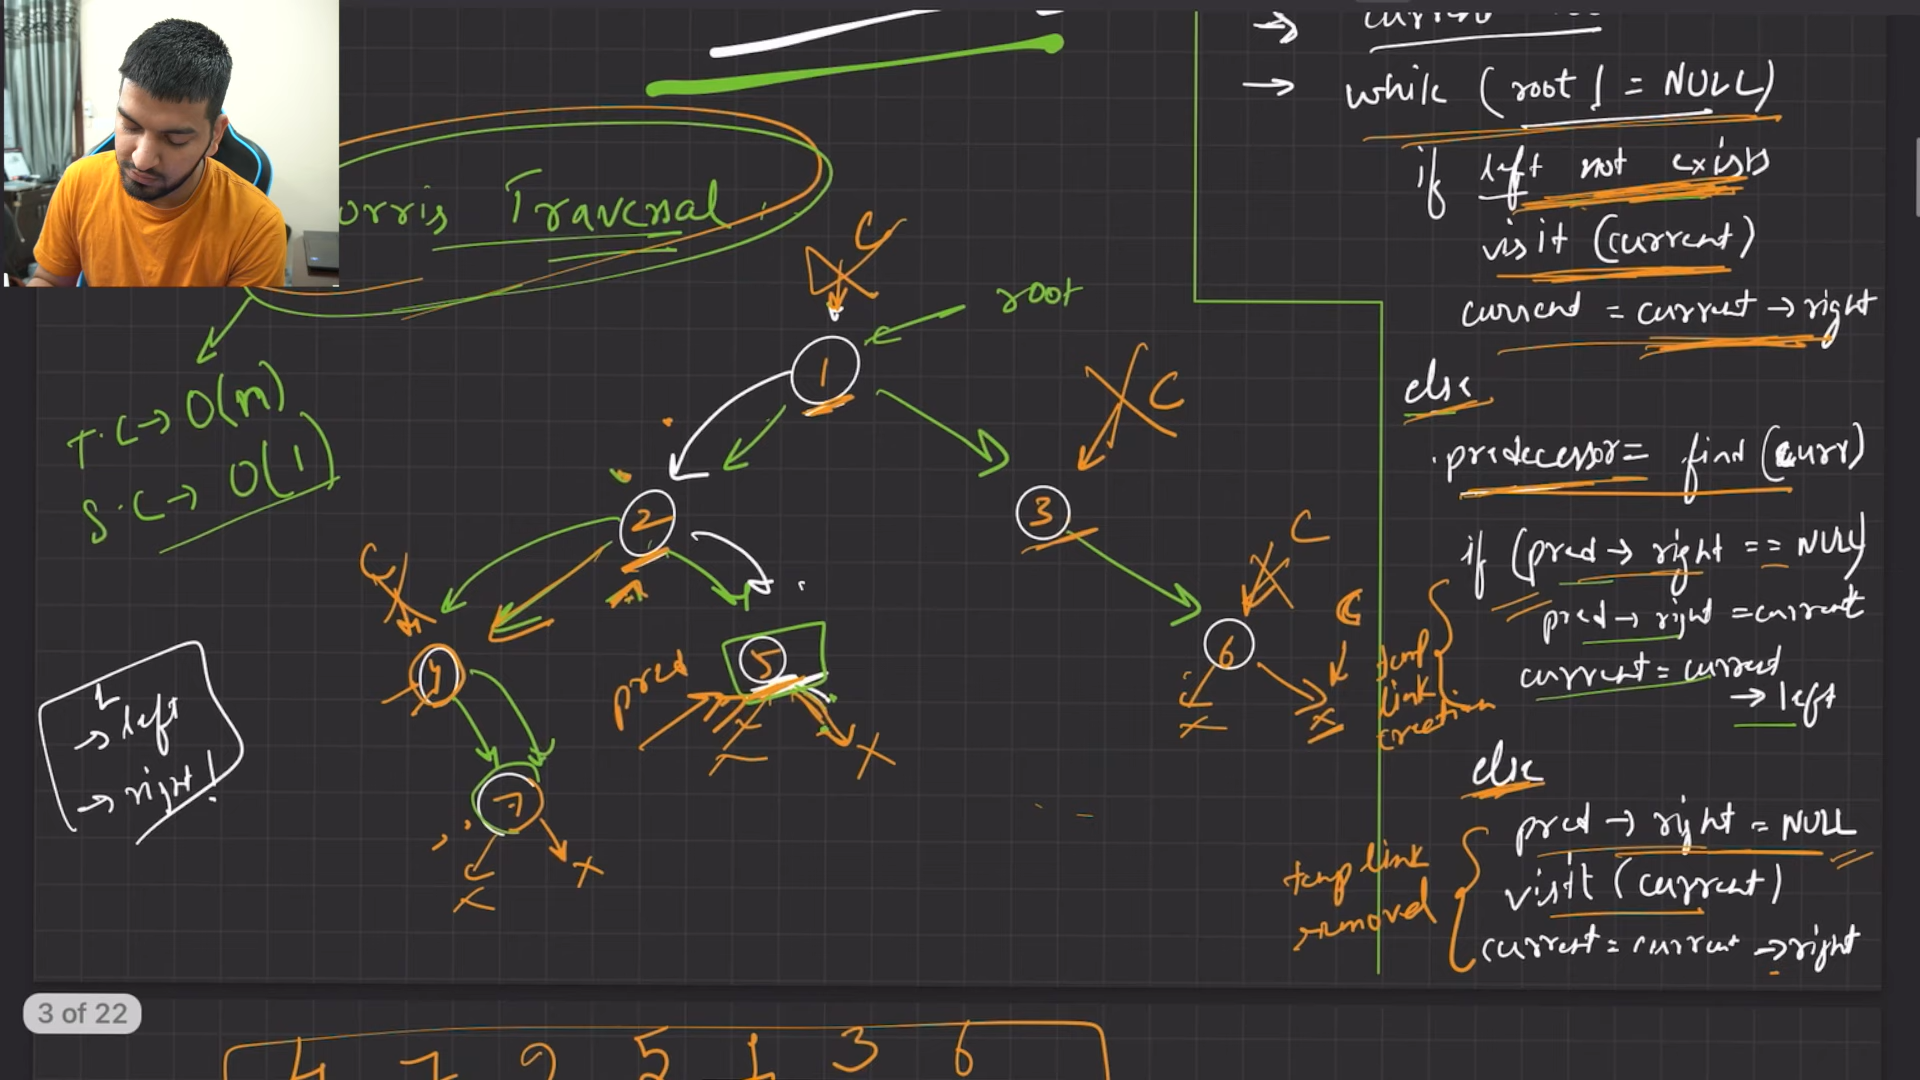 orris Traversal
T.C → O(n)
S.C → O(1)
C
root
1
C
2
3
C
C
C
4
pred
5
6
x
x
x
x
7
x
x
L
→ left
→ right!
→ current
→ while (root != NULL)
if left not exists
visit (current)
current = current → right
else
predecessor = find (curr)
if (pred → right == NULL)
pred → right = current
current = current
→ left
temp
link
creation
else
pred → right = NULL
visit (current)
current = current → right
temp link
removed
3 of 22
4 7 2 5 1 3 6